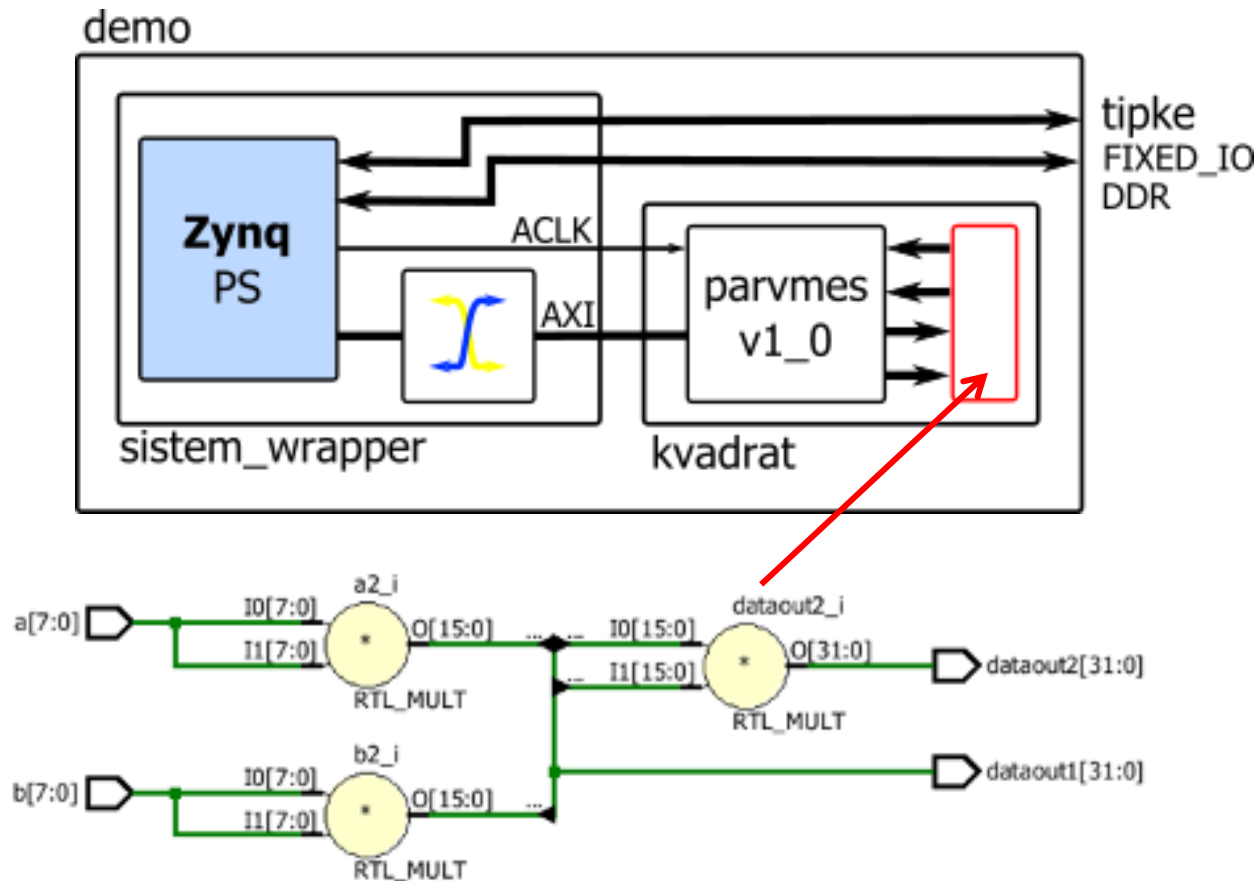 demo
tipke
FIXED_IO
DDR
Zynq
PS
ACLK
AXI
parvmes
v1_0
sistem_wrapper
kvadrat
a2_i
a[7:0]
I0[7:0]
I1[7:0]
*
O[15:0]
...
...
RTL_MULT
dataout2_i
I0[15:0]
...
I1[15:0]
*
O[31:0]
dataout2[31:0]
RTL_MULT
b2_i
b[7:0]
I0[7:0]
I1[7:0]
*
O[15:0]
...
RTL_MULT
dataout1[31:0]